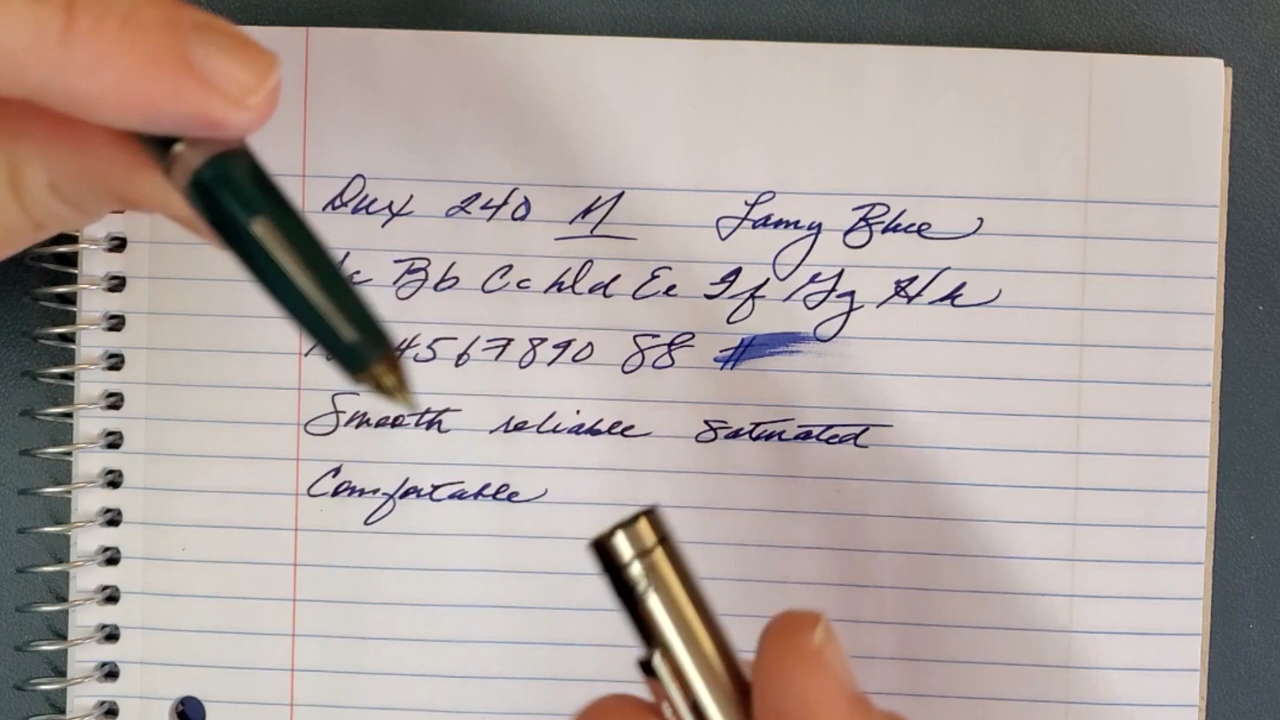 Dux 240 M Lamy Blue
Bb Cc Dd Ee Ff Gg Hh
4567890 88 #
Smooth reliable saturated
Comfortable